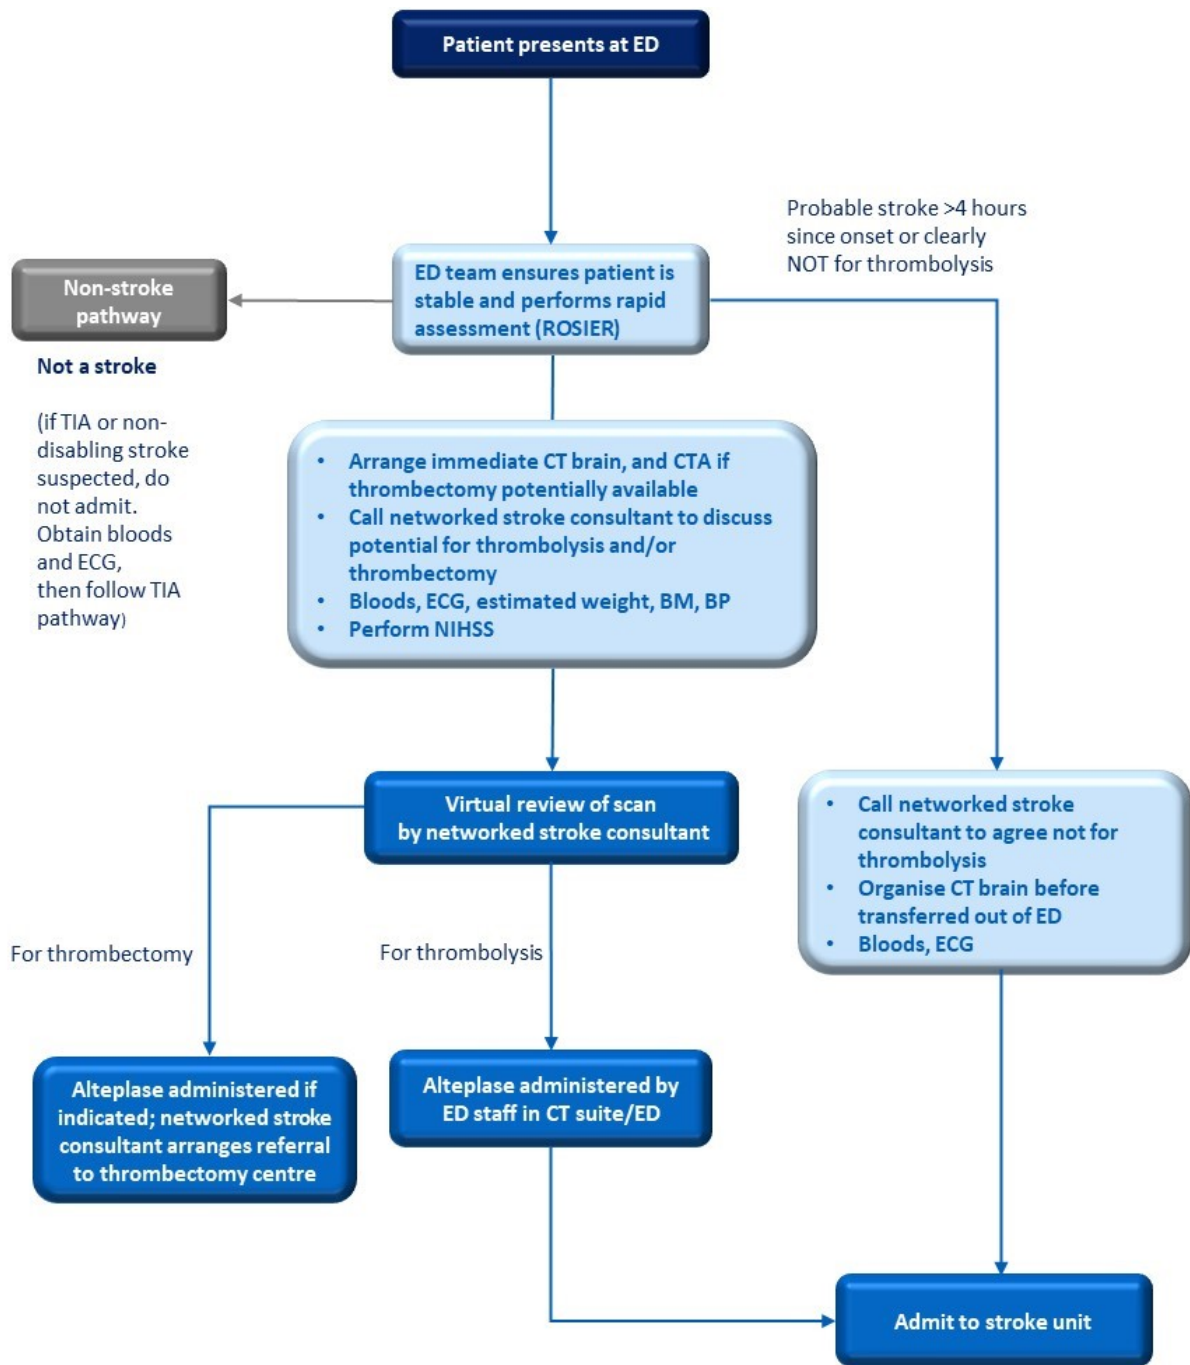 Patient presents at ED
Probable stroke >4 hours
since onset or clearly
NOT for thrombolysis
ED team ensures patient is
stable and performs rapid
assessment (ROSIER)
Non-stroke
pathway
Not a stroke
(if TIA or non-
disabling stroke
suspected, do
not admit.
Obtain bloods
and ECG,
then follow TIA
pathway)
• Arrange immediate CT brain, and CTA if
thrombectomy potentially available
• Call networked stroke consultant to discuss
potential for thrombolysis and/or
thrombectomy
• Bloods, ECG, estimated weight, BM, BP
• Perform NIHSS
Virtual review of scan
by networked stroke consultant
• Call networked stroke
consultant to agree not for
thrombolysis
• Organise CT brain before
transferred out of ED
• Bloods, ECG
For thrombectomy
For thrombolysis
Alteplase administered if
indicated; networked stroke
consultant arranges referral
to thrombectomy centre
Alteplase administered by
ED staff in CT suite/ED
Admit to stroke unit